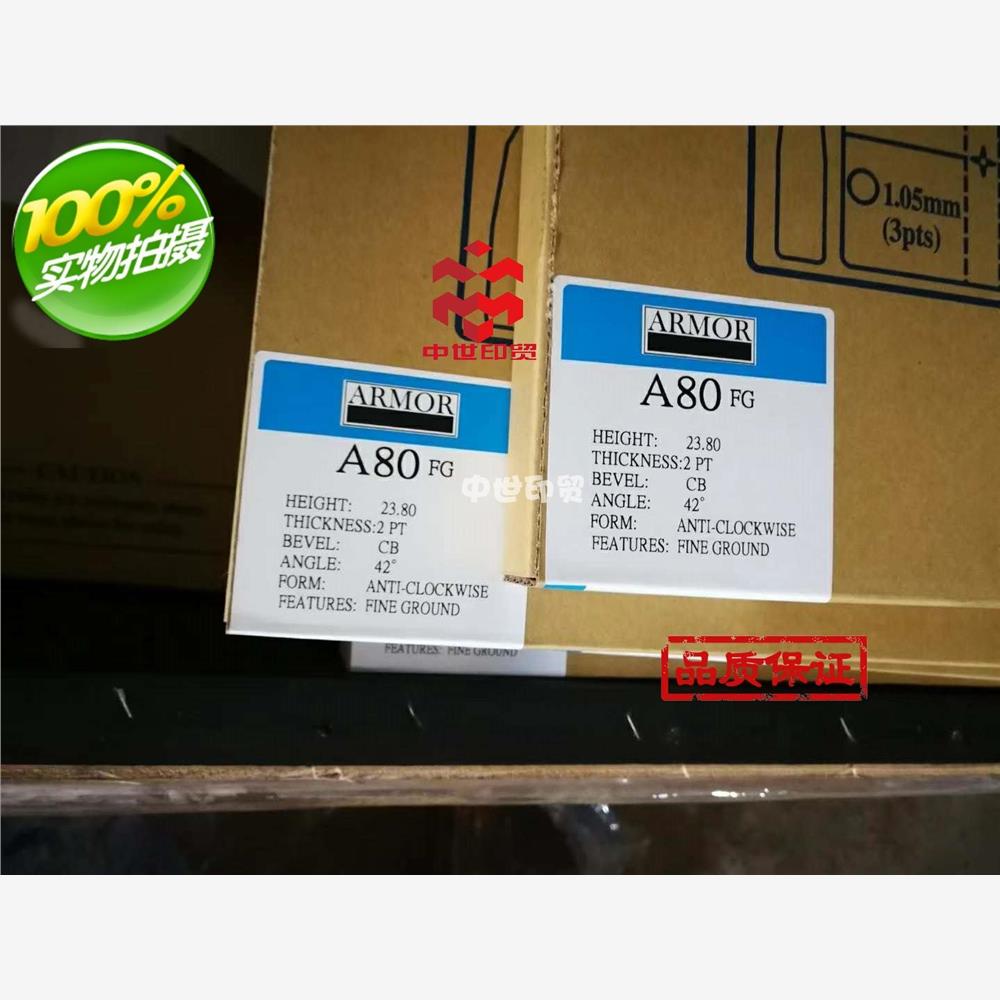 100%
实物拍摄
1.05mm
(3pts)
中世印贸
ARMOR
A80 FG
HEIGHT: 23.80
THICKNESS:2 PT
BEVEL: CB
ANGLE: 42°
FORM: ANTI-CLOCKWISE
FEATURES: FINE GROUND
ARMOR
A80 FG
HEIGHT: 23.80
THICKNESS:2 PT
BEVEL: CB
ANGLE: 42°
FORM: ANTI-CLOCKWISE
FEATURES: FINE GROUND
中世印贸
FEATURES: FINE GROUND
品质保证
CAUTION